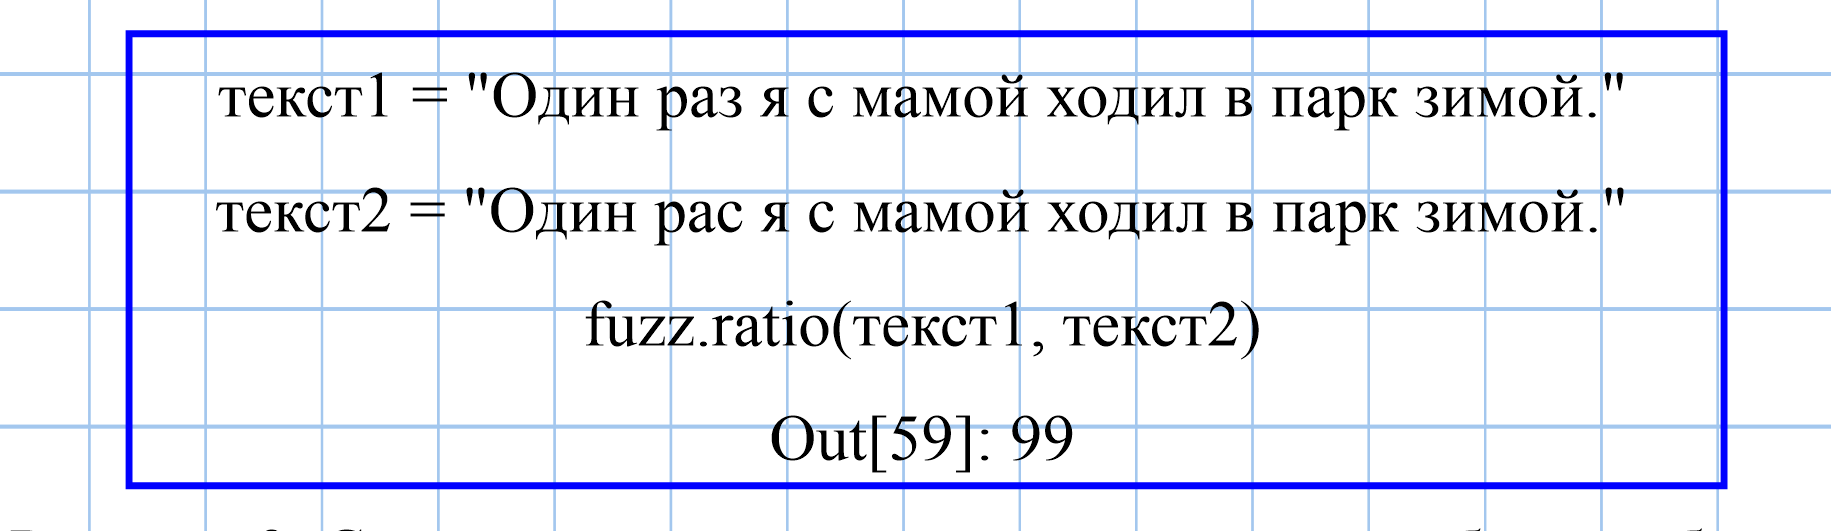 текст1 = "Один раз я с мамой ходил в парк зимой."
текст2 = "Один рас я с мамой ходил в парк зимой."
fuzz.ratio(текст1, текст2)
Out[59]: 99